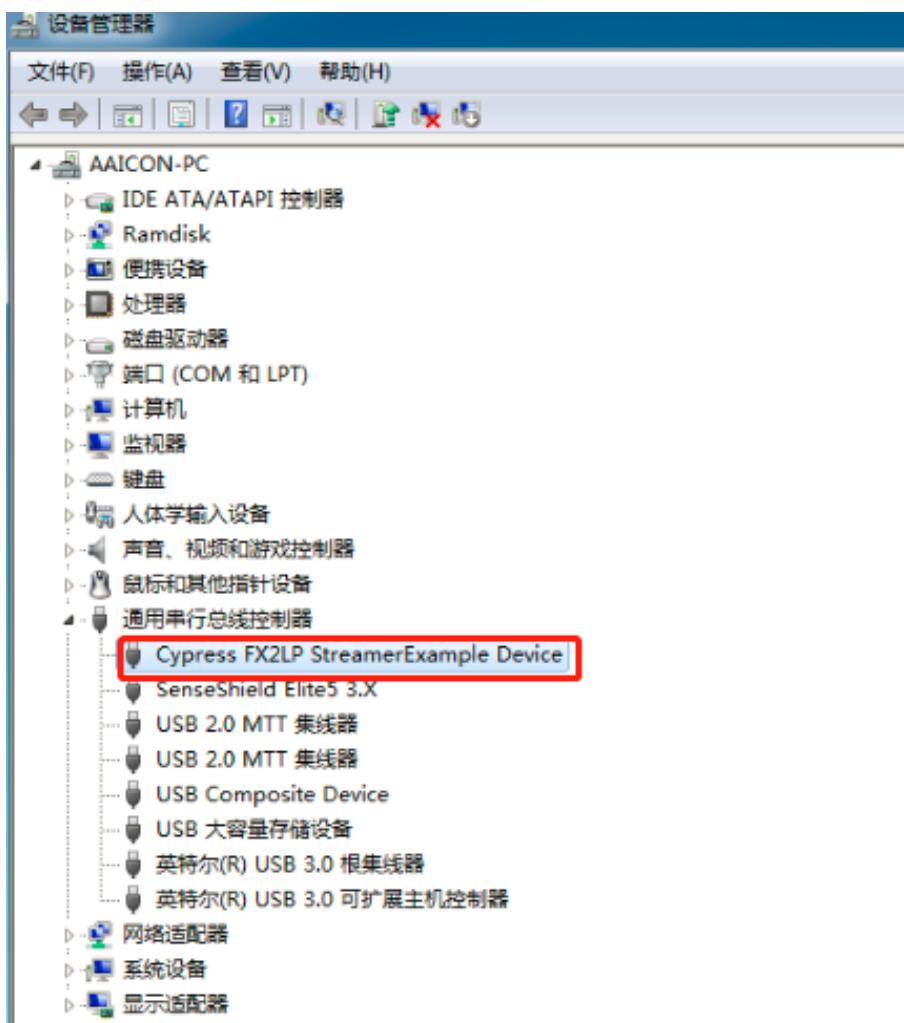 设备管理器
文件(F) 操作(A) 查看(V) 帮助(H)
AAICON-PC
IDE ATA/ATAPI 控制器
Ramdisk
便携设备
处理器
磁盘驱动器
端口 (COM 和 LPT)
计算机
监视器
键盘
人体学输入设备
声音、视频和游戏控制器
鼠标和其他指针设备
通用串行总线控制器
Cypress FX2LP StreamerExample Device
SenseShield Elite5 3.X
USB 2.0 MTT 集线器
USB 2.0 MTT 集线器
USB Composite Device
USB 大容量存储设备
英特尔(R) USB 3.0 根集线器
英特尔(R) USB 3.0 可扩展主机控制器
网络适配器
系统设备
显示适配器